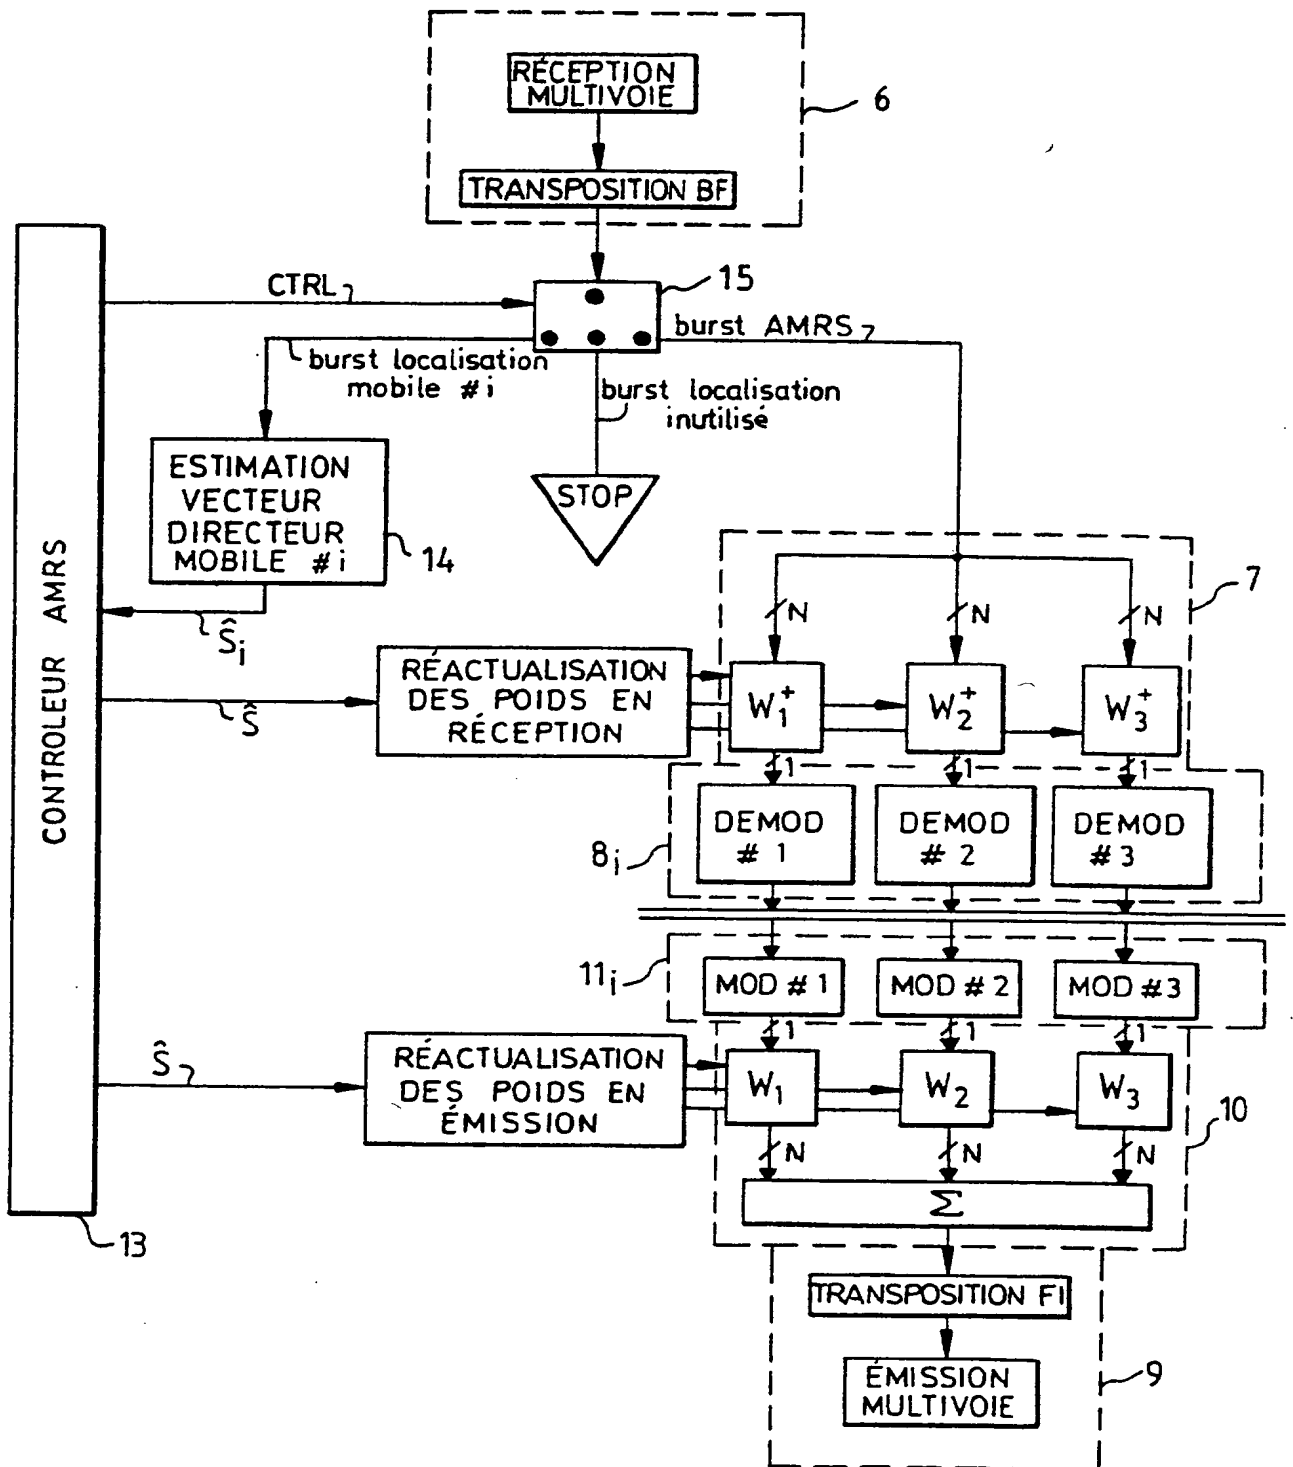 RÉCEPTION
MULTIVOIE
6
TRANSPOSITION BF
15
CTRL
burst AMRS
burst localisation
mobile #i
burst localisation
inutilisé
ESTIMATION
VECTEUR
DIRECTEUR
MOBILE #i
14
STOP
7
N
N
N
Ŝi
CONTROLEUR AMRS
RÉACTUALISATION
DES POIDS EN
RÉCEPTION
Ŝ
W1+
W2+
W3+
1
1
1
8i
DEMOD
# 1
DEMOD
# 2
DEMOD
# 3
11i
MOD #1
MOD #2
MOD #3
1
1
1
Ŝ
RÉACTUALISATION
DES POIDS EN
ÉMISSION
W1
W2
W3
10
N
N
N
Σ
13
TRANSPOSITION FI
9
ÉMISSION
MULTIVOIE